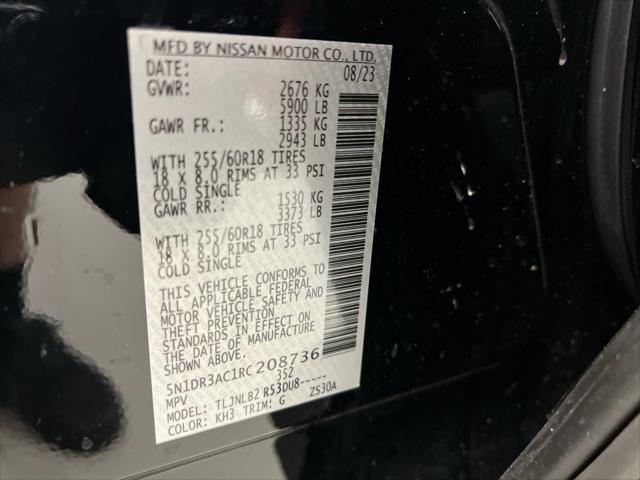 MFD BY NISSAN MOTOR CO., LTD.
DATE: 08/23
GVWR: 2676 KG
5900 LB
GAWR FR.: 1335 KG
2943 LB
WITH 255/60R18 TIRES
18 X 8.0 RIMS AT 33 PSI
COLD SINGLE
GAWR RR.: 1530 KG
3373 LB
WITH 255/60R18 TIRES
18 X 8.0 RIMS AT 33 PSI
COLD SINGLE
THIS VEHICLE CONFORMS TO
ALL APPLICABLE FEDERAL
MOTOR VEHICLE SAFETY AND
THEFT PREVENTION
STANDARDS IN EFFECT ON
THE DATE OF MANUFACTURE
SHOWN ABOVE.
5N1DR3AC1RC208736
MPV 352
MODEL: TLJNLB2 R53DU8-----
COLOR: KH3 TRIM: G ZS30A